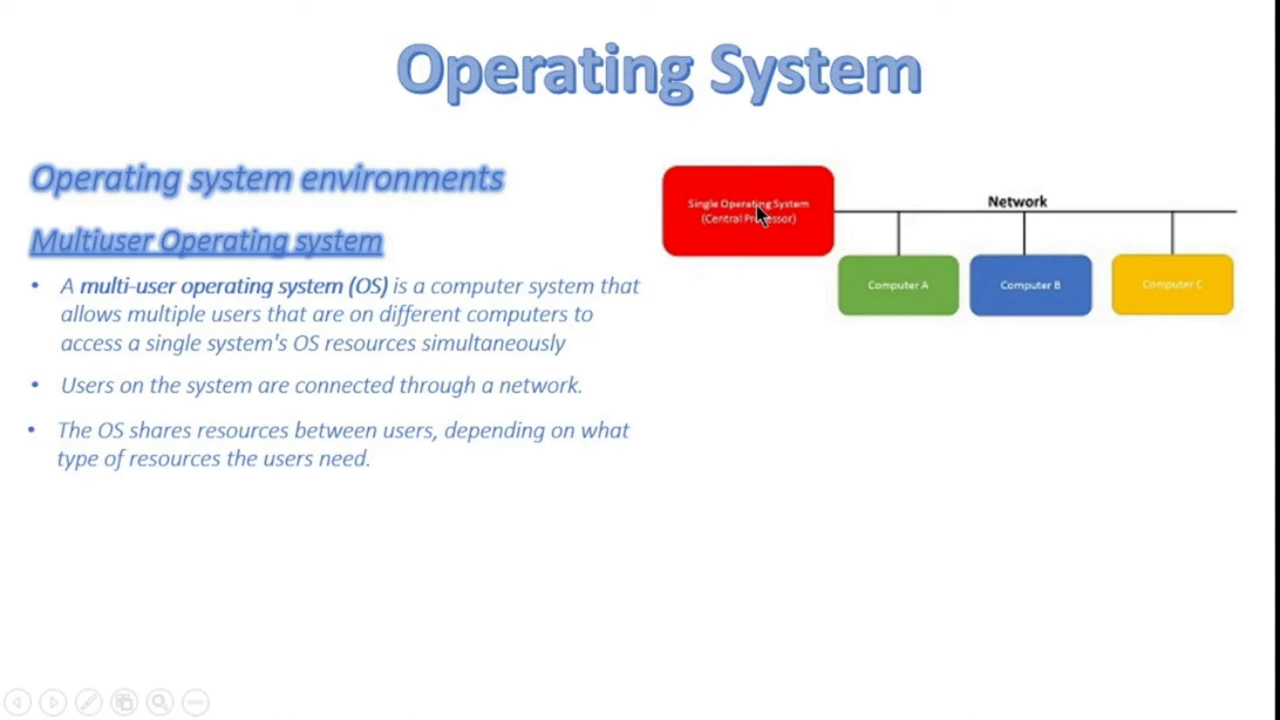 Operating System
Operating system environments
Multiuser Operating system
• A multi-user operating system (OS) is a computer system that
allows multiple users that are on different computers to
access a single system's OS resources simultaneously
• Users on the system are connected through a network.
• The OS shares resources between users, depending on what
type of resources the users need.
Single Operating System
(Central Processor)
Network
Computer A
Computer B
Computer C